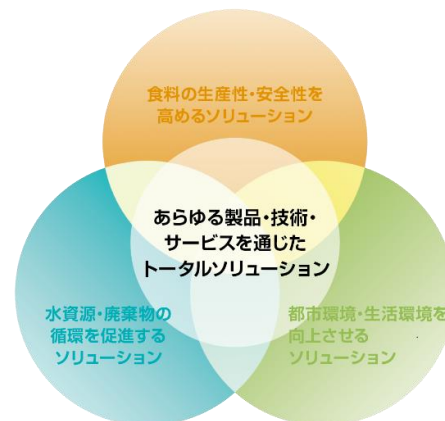 食料の生産性・安全性を
高めるソリューション
あらゆる製品・技術・
サービスを通じた
トータルソリューション
水資源・廃棄物の
循環を促進する
ソリューション
都市環境・生活環境を
向上させる
ソリューション